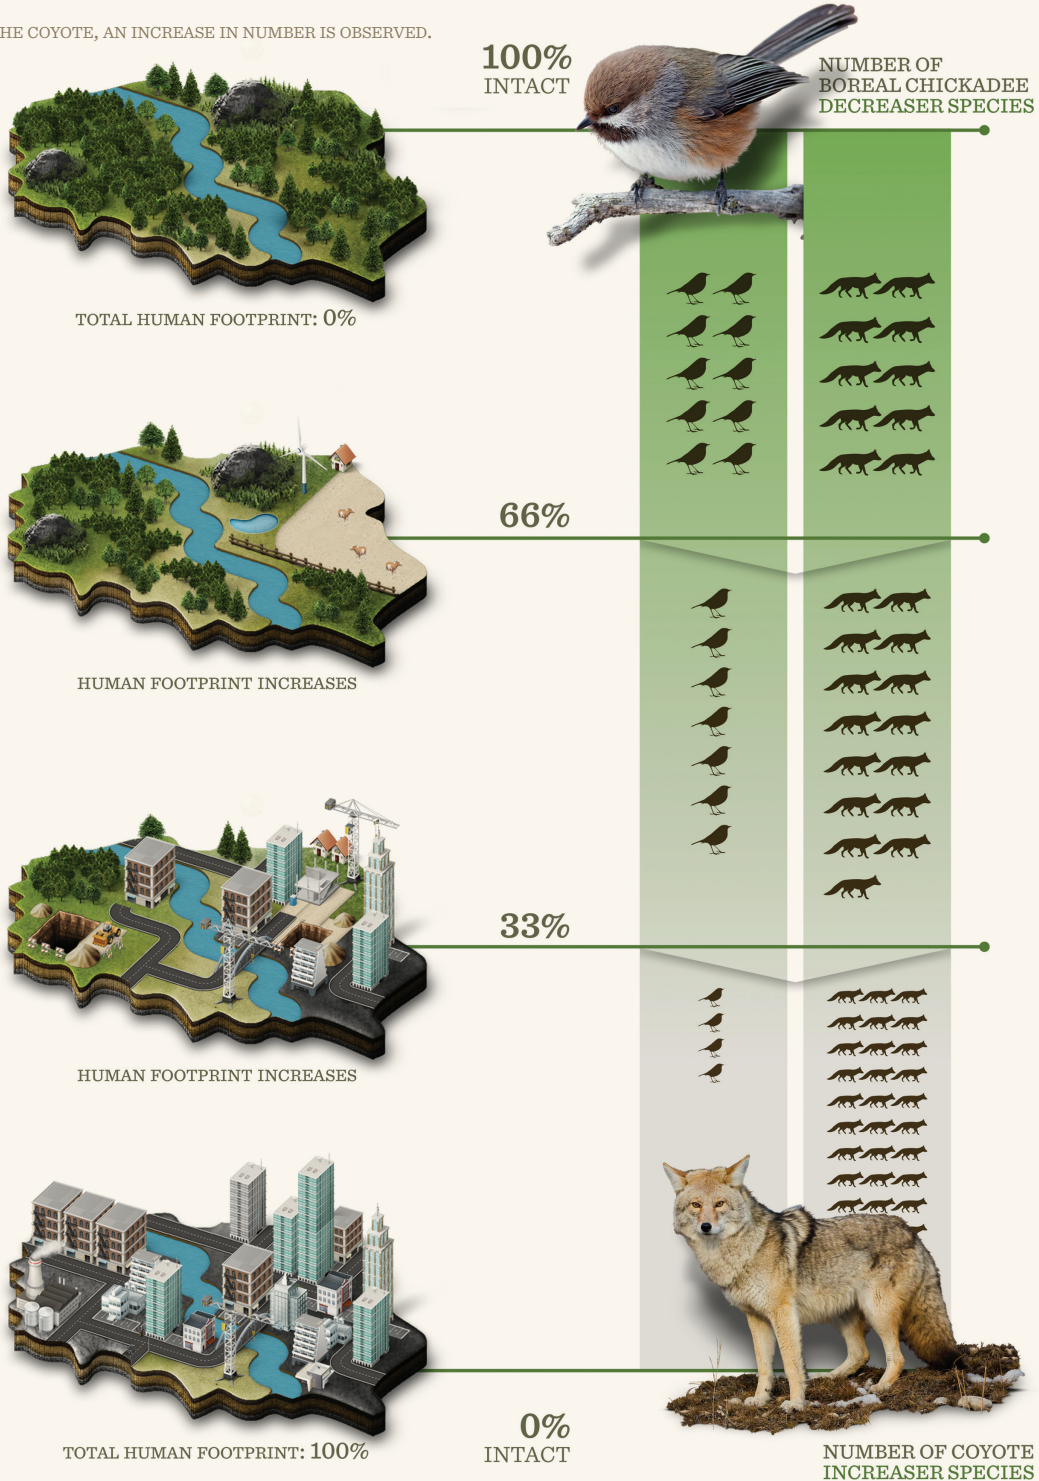 HE COYOTE, AN INCREASE IN NUMBER IS OBSERVED.
100%
INTACT
NUMBER OF
BOREAL CHICKADEE
DECREASER SPECIES
TOTAL HUMAN FOOTPRINT: 0%
66%
HUMAN FOOTPRINT INCREASES
33%
HUMAN FOOTPRINT INCREASES
TOTAL HUMAN FOOTPRINT: 100%
0%
INTACT
NUMBER OF COYOTE
INCREASER SPECIES